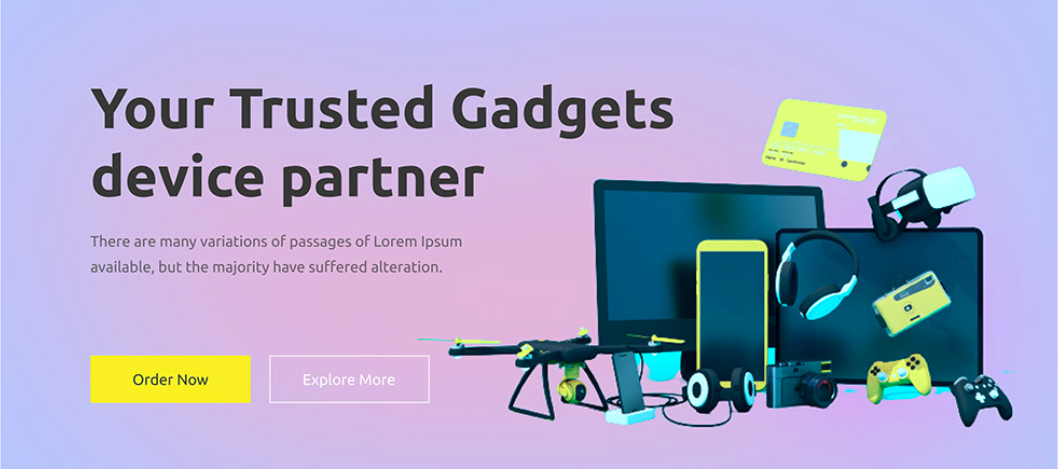 Your Trusted Gadgets
device partner
There are many variations of passages of Lorem Ipsum
available, but the majority have suffered alteration.
Order Now
Explore More